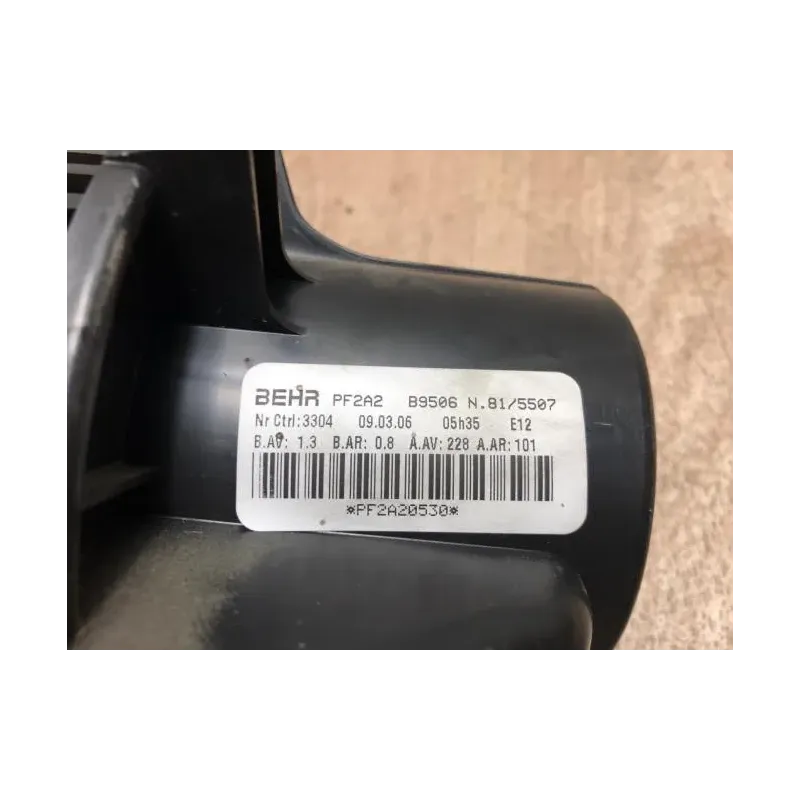 BEHR PF2A2 B9506 N.81/5507
Nr Ctrl:3304 09.03.06 05h35 E12
B.AV: 1.3 B.AR: 0.8 A.AV: 228 A.AR: 101
*PF2A20530*